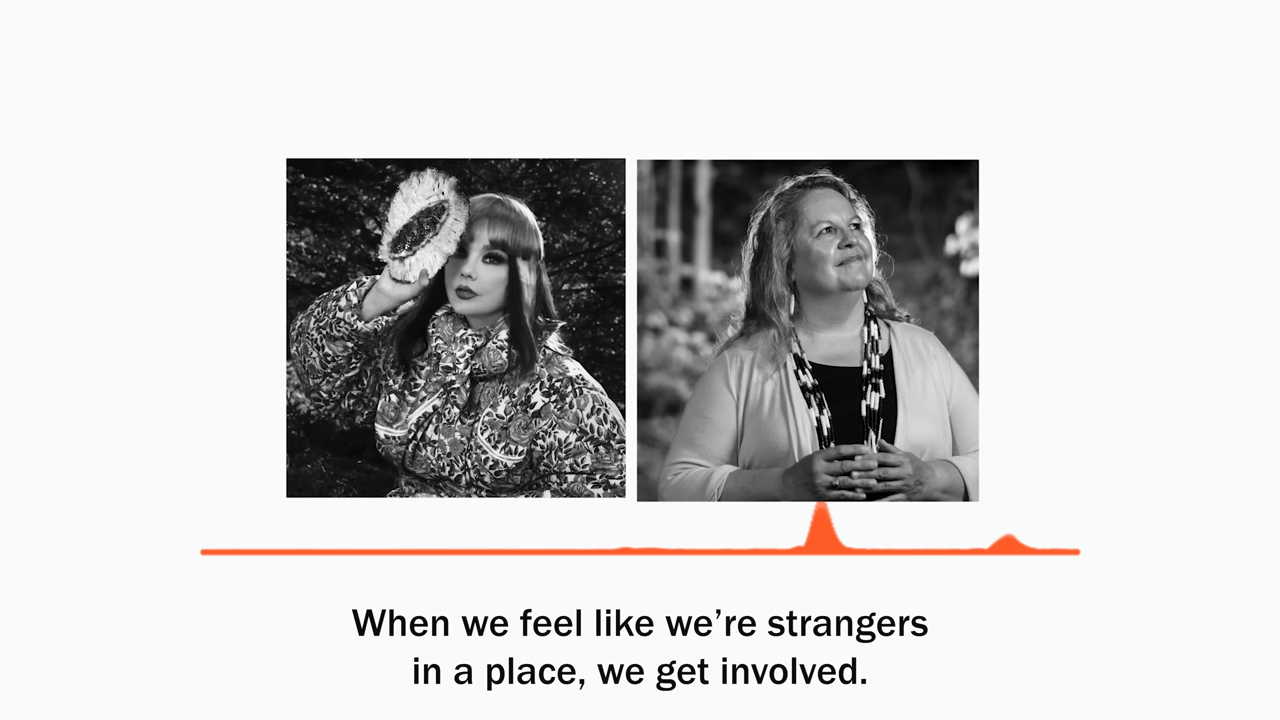 When we feel like we’re strangers
in a place, we get involved.